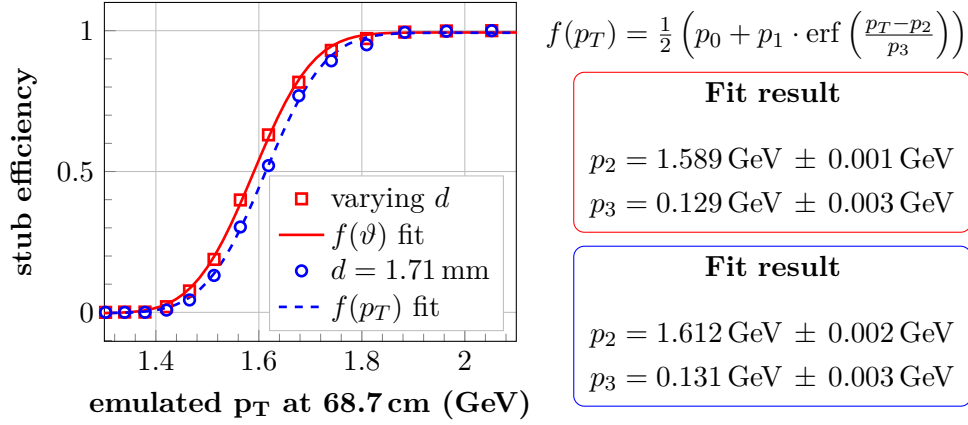 stub efficiency
1
0.5
0
1.4 1.6 1.8 2
emulated p_T at 68.7 cm (GeV)
varying d
f(ϑ) fit
d = 1.71 mm
f(p_T) fit
f(p_T) = 1/2 (p_0 + p_1 · erf ((p_T − p_2)/p_3))
Fit result
p_2 = 1.589 GeV ± 0.001 GeV
p_3 = 0.129 GeV ± 0.003 GeV
Fit result
p_2 = 1.612 GeV ± 0.002 GeV
p_3 = 0.131 GeV ± 0.003 GeV